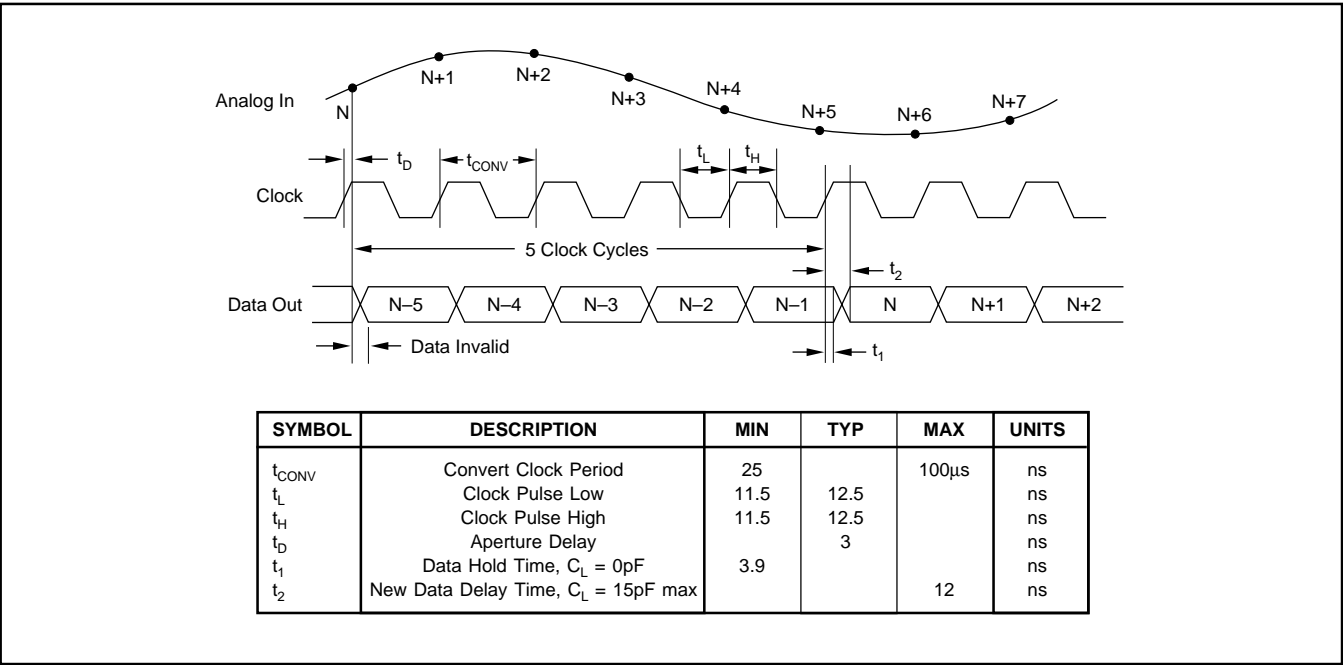 N+1 N+2
N+3
N+4
N+5 N+6 N+7
Analog In
N
t_D t_CONV t_L t_H
Clock
5 Clock Cycles
t_2
Data Out N–5 N–4 N–3 N–2 N–1 N N+1 N+2
Data Invalid t_1
SYMBOL DESCRIPTION MIN TYP MAX UNITS
t_CONV Convert Clock Period 25 100µs ns
t_L Clock Pulse Low 11.5 12.5 ns
t_H Clock Pulse High 11.5 12.5 ns
t_D Aperture Delay 3 ns
t_1 Data Hold Time, C_L = 0pF 3.9 ns
t_2 New Data Delay Time, C_L = 15pF max 12 ns